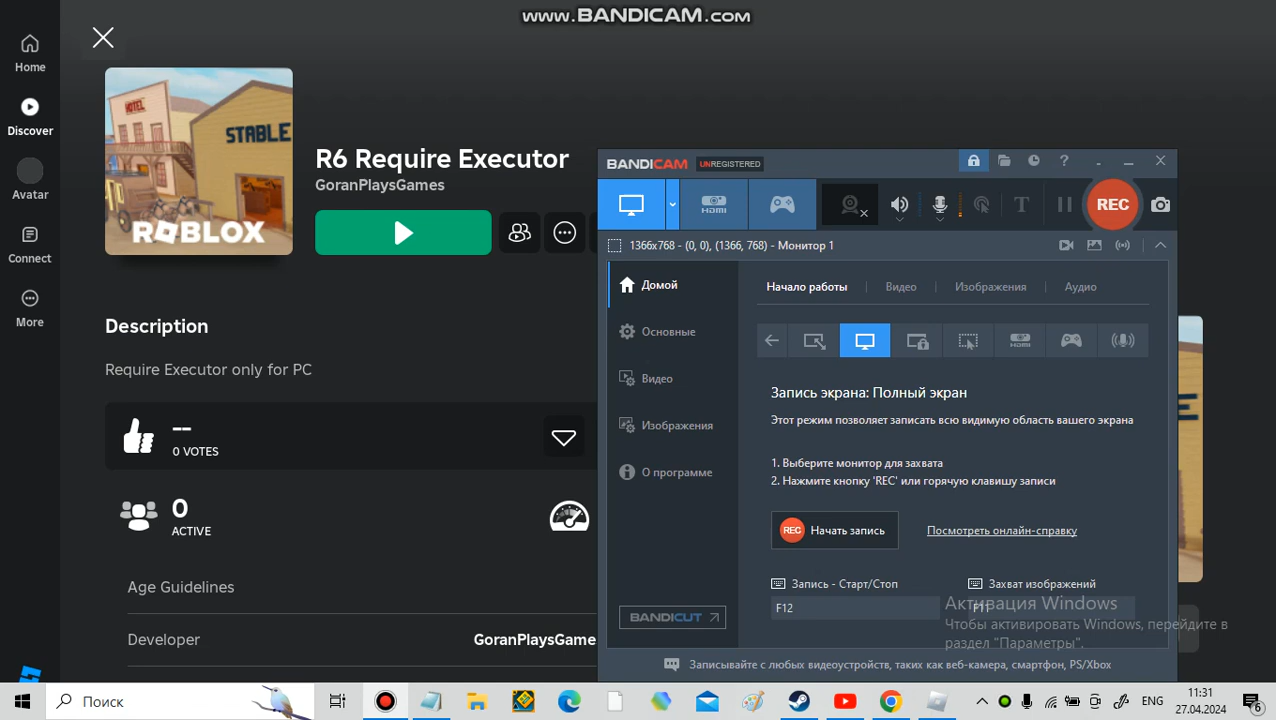 www.BANDICAM.com
Home
Discover
Avatar
Connect
More
HOTEL
STABLE
ROBLOX
R6 Require Executor
GoranPlaysGames
Description
Require Executor only for PC
--
0 VOTES
0
ACTIVE
Age Guidelines
Developer
GoranPlaysGame
BANDICAM UNREGISTERED
HDMI
REC
1366x768 - (0, 0), (1366, 768) - Монитор 1
Домой
Основные
Видео
Изображения
О программе
BANDICUT
Начало работы
Видео
Изображения
Аудио
HDMI
Запись экрана: Полный экран
Этот режим позволяет записать всю видимую область вашего экрана
1. Выберите монитор для захвата
2. Нажмите кнопку 'REC' или горячую клавишу записи
REC Начать запись
Посмотреть онлайн-справку
Запись - Старт/Стоп
Захват изображений
F12
F11
Активация Windows
Чтобы активировать Windows, перейдите в
раздел "Параметры".
Записывайте с любых видеоустройств, таких как веб-камера, смартфон, PS/Xbox
Поиск
ENG
11:31
27.04.2024
6